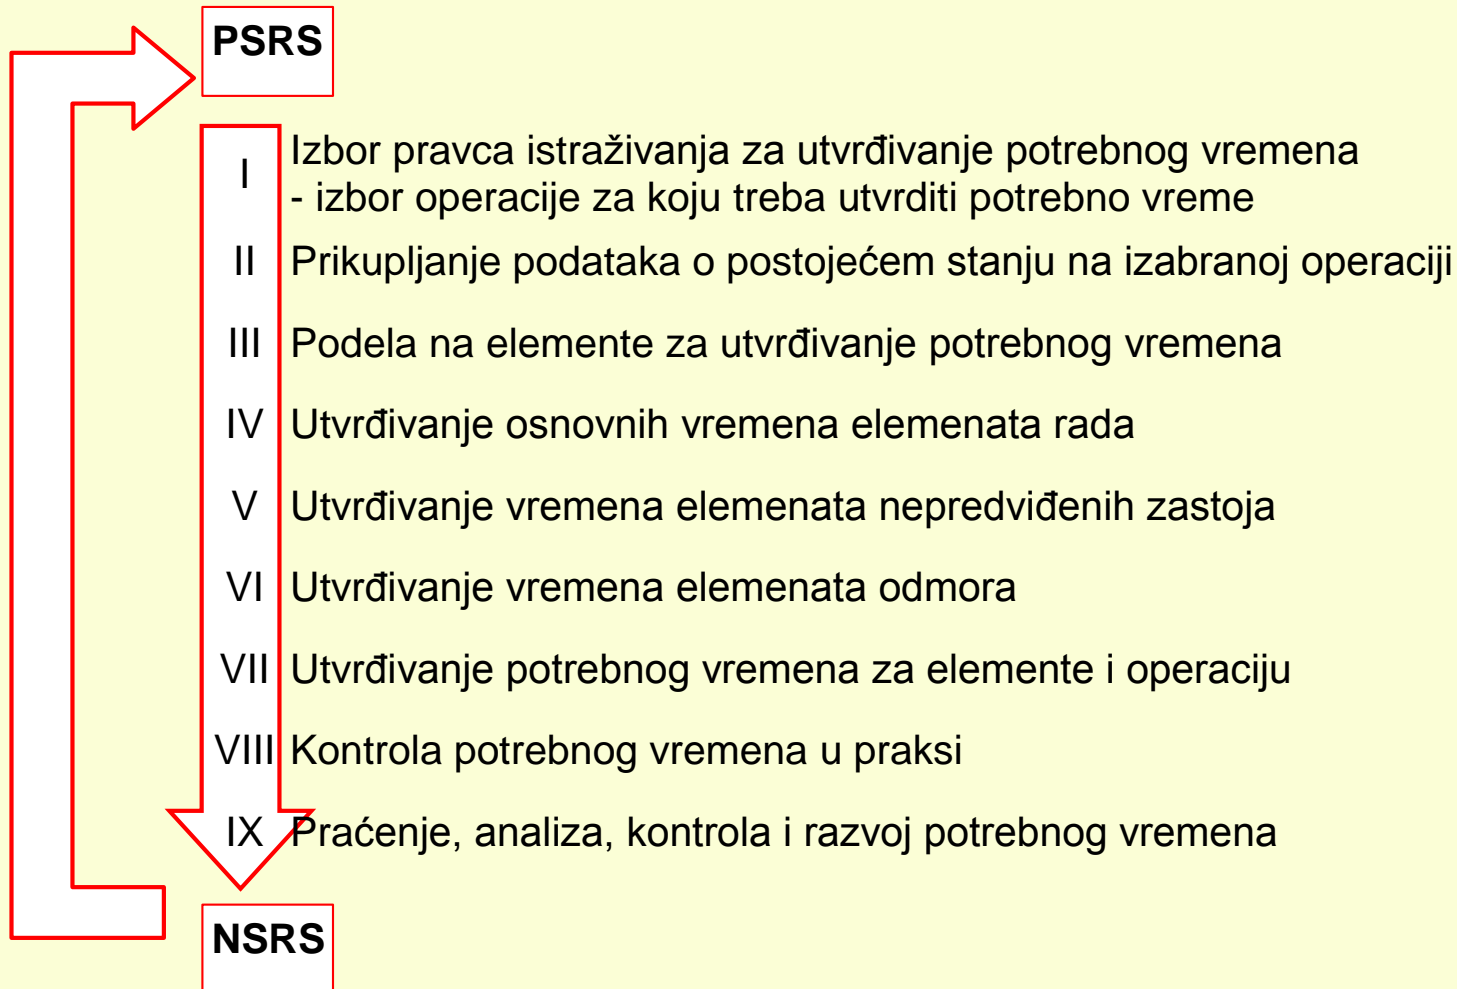 PSRS
I Izbor pravca istraživanja za utvrđivanje potrebnog vremena
- izbor operacije za koju treba utvrditi potrebno vreme
II Prikupljanje podataka o postojećem stanju na izabranoj operaciji
III Podela na elemente za utvrđivanje potrebnog vremena
IV Utvrđivanje osnovnih vremena elemenata rada
V Utvrđivanje vremena elemenata nepredviđenih zastoja
VI Utvrđivanje vremena elemenata odmora
VII Utvrđivanje potrebnog vremena za elemente i operaciju
VIII Kontrola potrebnog vremena u praksi
IX Praćenje, analiza, kontrola i razvoj potrebnog vremena
NSRS